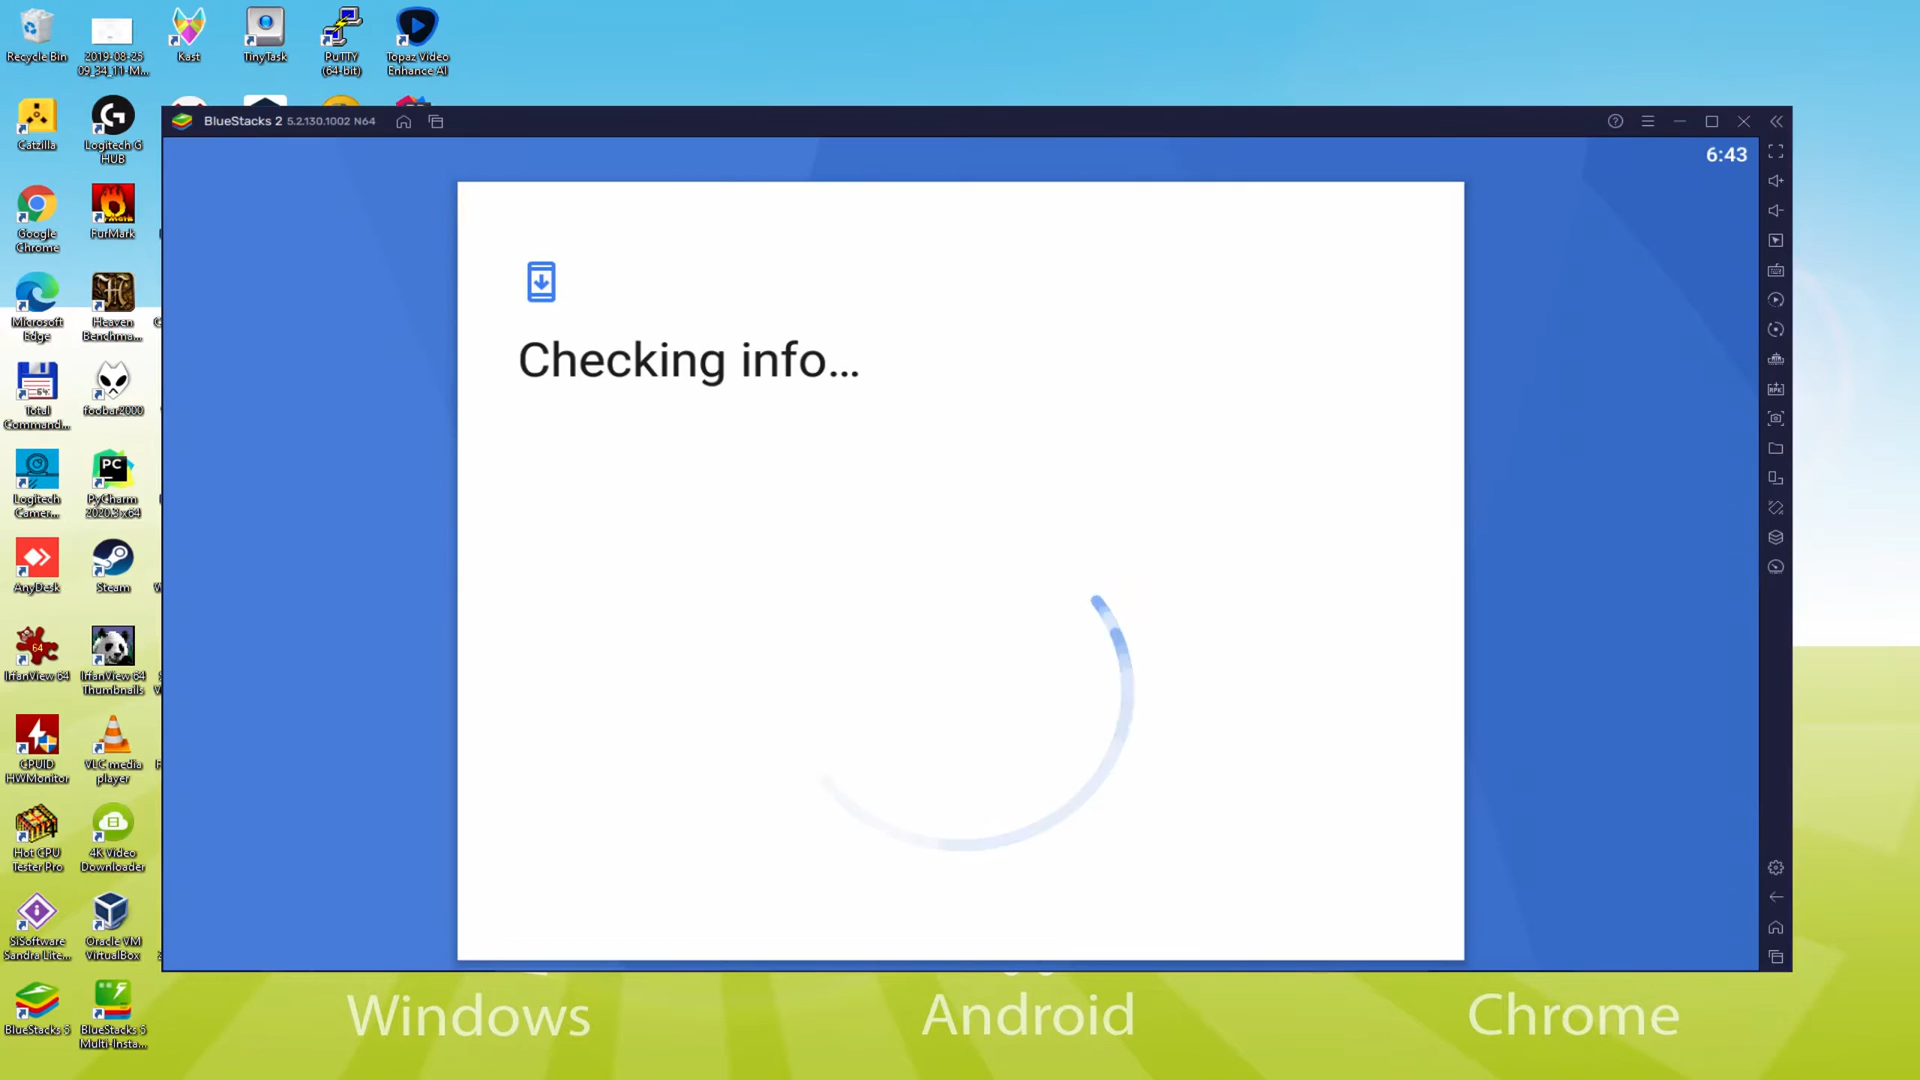 Recycle Bin
2019-08-25
09_34_11-M...
Kast
TinyTask
PuTTY
(64-bit)
Topaz Video
Enhance AI
Catzilla
Logitech G
HUB
BlueStacks 2 5.2.130.1002 N64
6:43
Google
Chrome
FurMark
Checking info...
Microsoft
Edge
Heaven
Benchma...
Total
Command...
foobar2000
Logitech
Camer...
PC
PyCharm
2020.3 x64
AnyDesk
Steam
64
IrfanView 64
IrfanView 64
Thumbnails
CPUID
HWMonitor
VLC media
player
Hot CPU
Tester Pro
4K Video
Downloader
SiSoftware
Sandra Lite...
Oracle VM
VirtualBox
BlueStacks 5
BlueStacks 5
Multi-Insta...
Windows
Android
Chrome